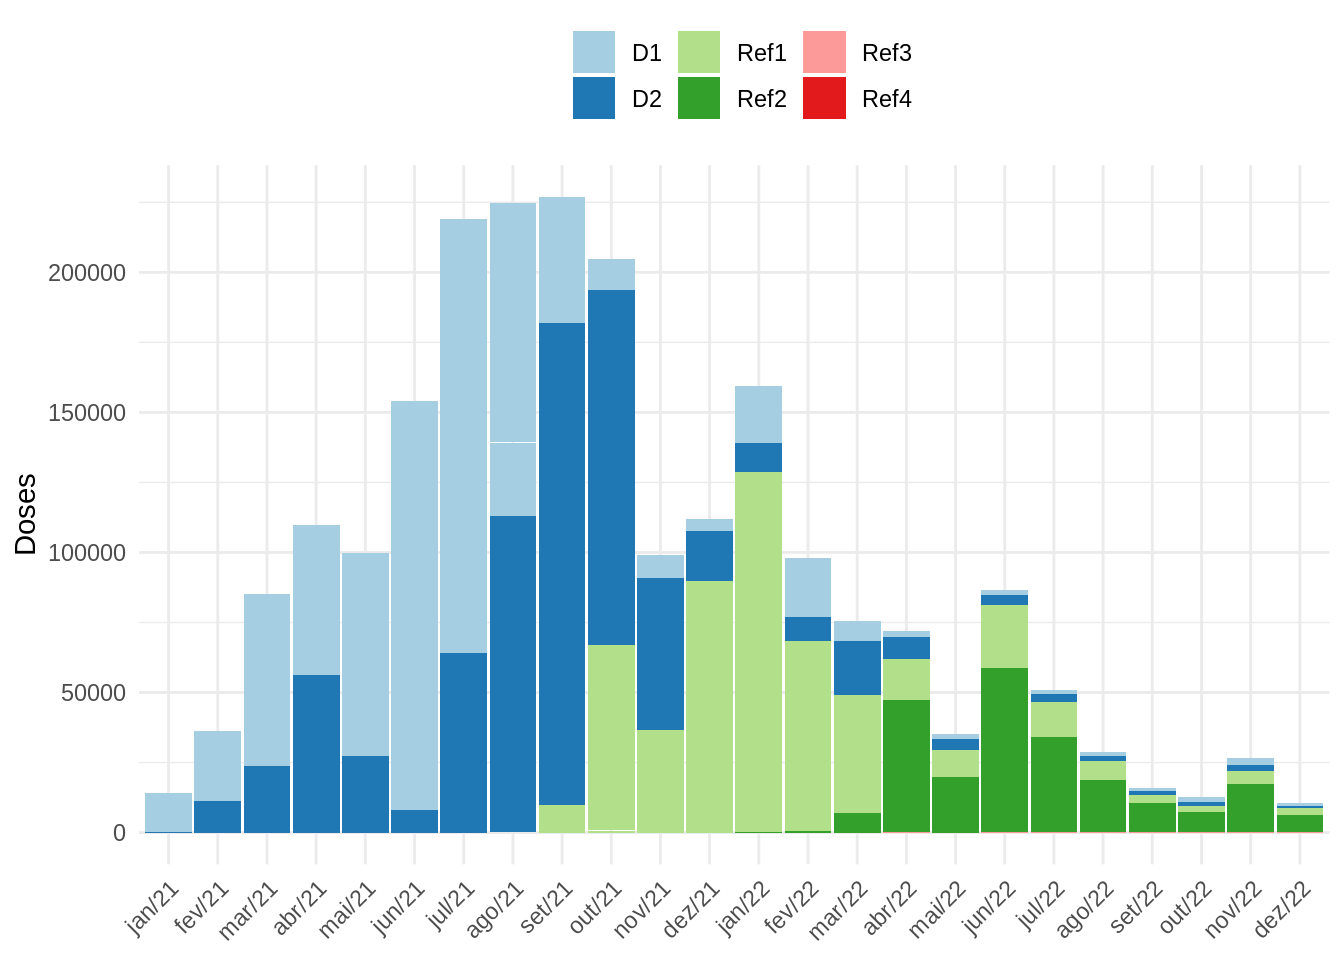 D1 Ref1 Ref3
D2 Ref2 Ref4
Doses
200000
150000
100000
50000
0
jan/21 fev/21 mar/21 abr/21 mai/21 jun/21 jul/21 ago/21 set/21 out/21 nov/21 dez/21 jan/22 fev/22 mar/22 abr/22 mai/22 jun/22 jul/22 ago/22 set/22 out/22 nov/22 dez/22